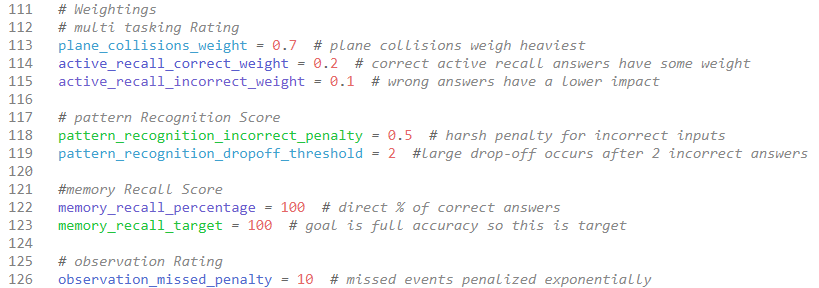 111 # Weightings
112 # multi tasking Rating
113 plane_collisions_weight = 0.7 # plane collisions weigh heaviest
114 active_recall_correct_weight = 0.2 # correct active recall answers have some weight
115 active_recall_incorrect_weight = 0.1 # wrong answers have a lower impact
116
117 # pattern Recognition Score
118 pattern_recognition_incorrect_penalty = 0.5 # harsh penalty for incorrect inputs
119 pattern_recognition_dropoff_threshold = 2 #large drop-off occurs after 2 incorrect answers
120
121 #memory Recall Score
122 memory_recall_percentage = 100 # direct % of correct answers
123 memory_recall_target = 100 # goal is full accuracy so this is target
124
125 # observation Rating
126 observation_missed_penalty = 10 # missed events penalized exponentially